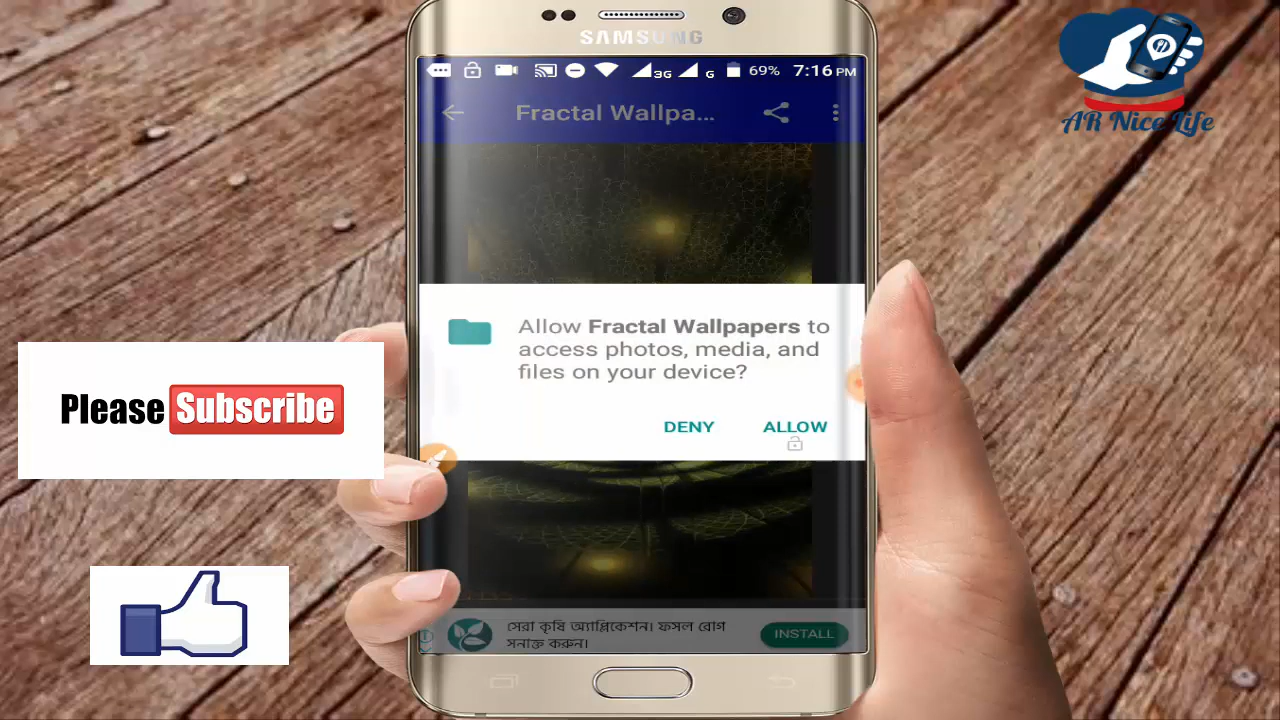 SAMSUNG
3G G 69% 7:16 PM
Fractal Wallpa...
AR Nice Life
Allow Fractal Wallpapers to
access photos, media, and
files on your device?
DENY ALLOW
Please Subscribe
সেরা কৃষি অ্যাপ্লিকেশন। ফসল রোগ
সনাক্ত করুন।
INSTALL